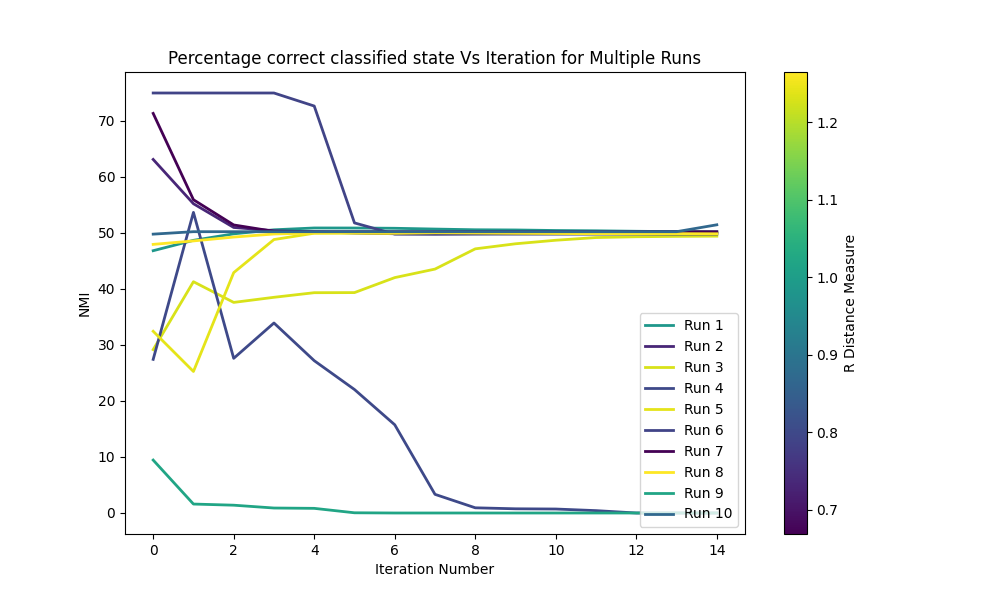 Percentage correct classified state Vs Iteration for Multiple Runs
NMI
70
60
50
40
30
20
10
0
0 2 4 6 8 10 12 14
Iteration Number
Run 1
Run 2
Run 3
Run 4
Run 5
Run 6
Run 7
Run 8
Run 9
Run 10
1.2
1.1
1.0
0.9
0.8
0.7
R Distance Measure